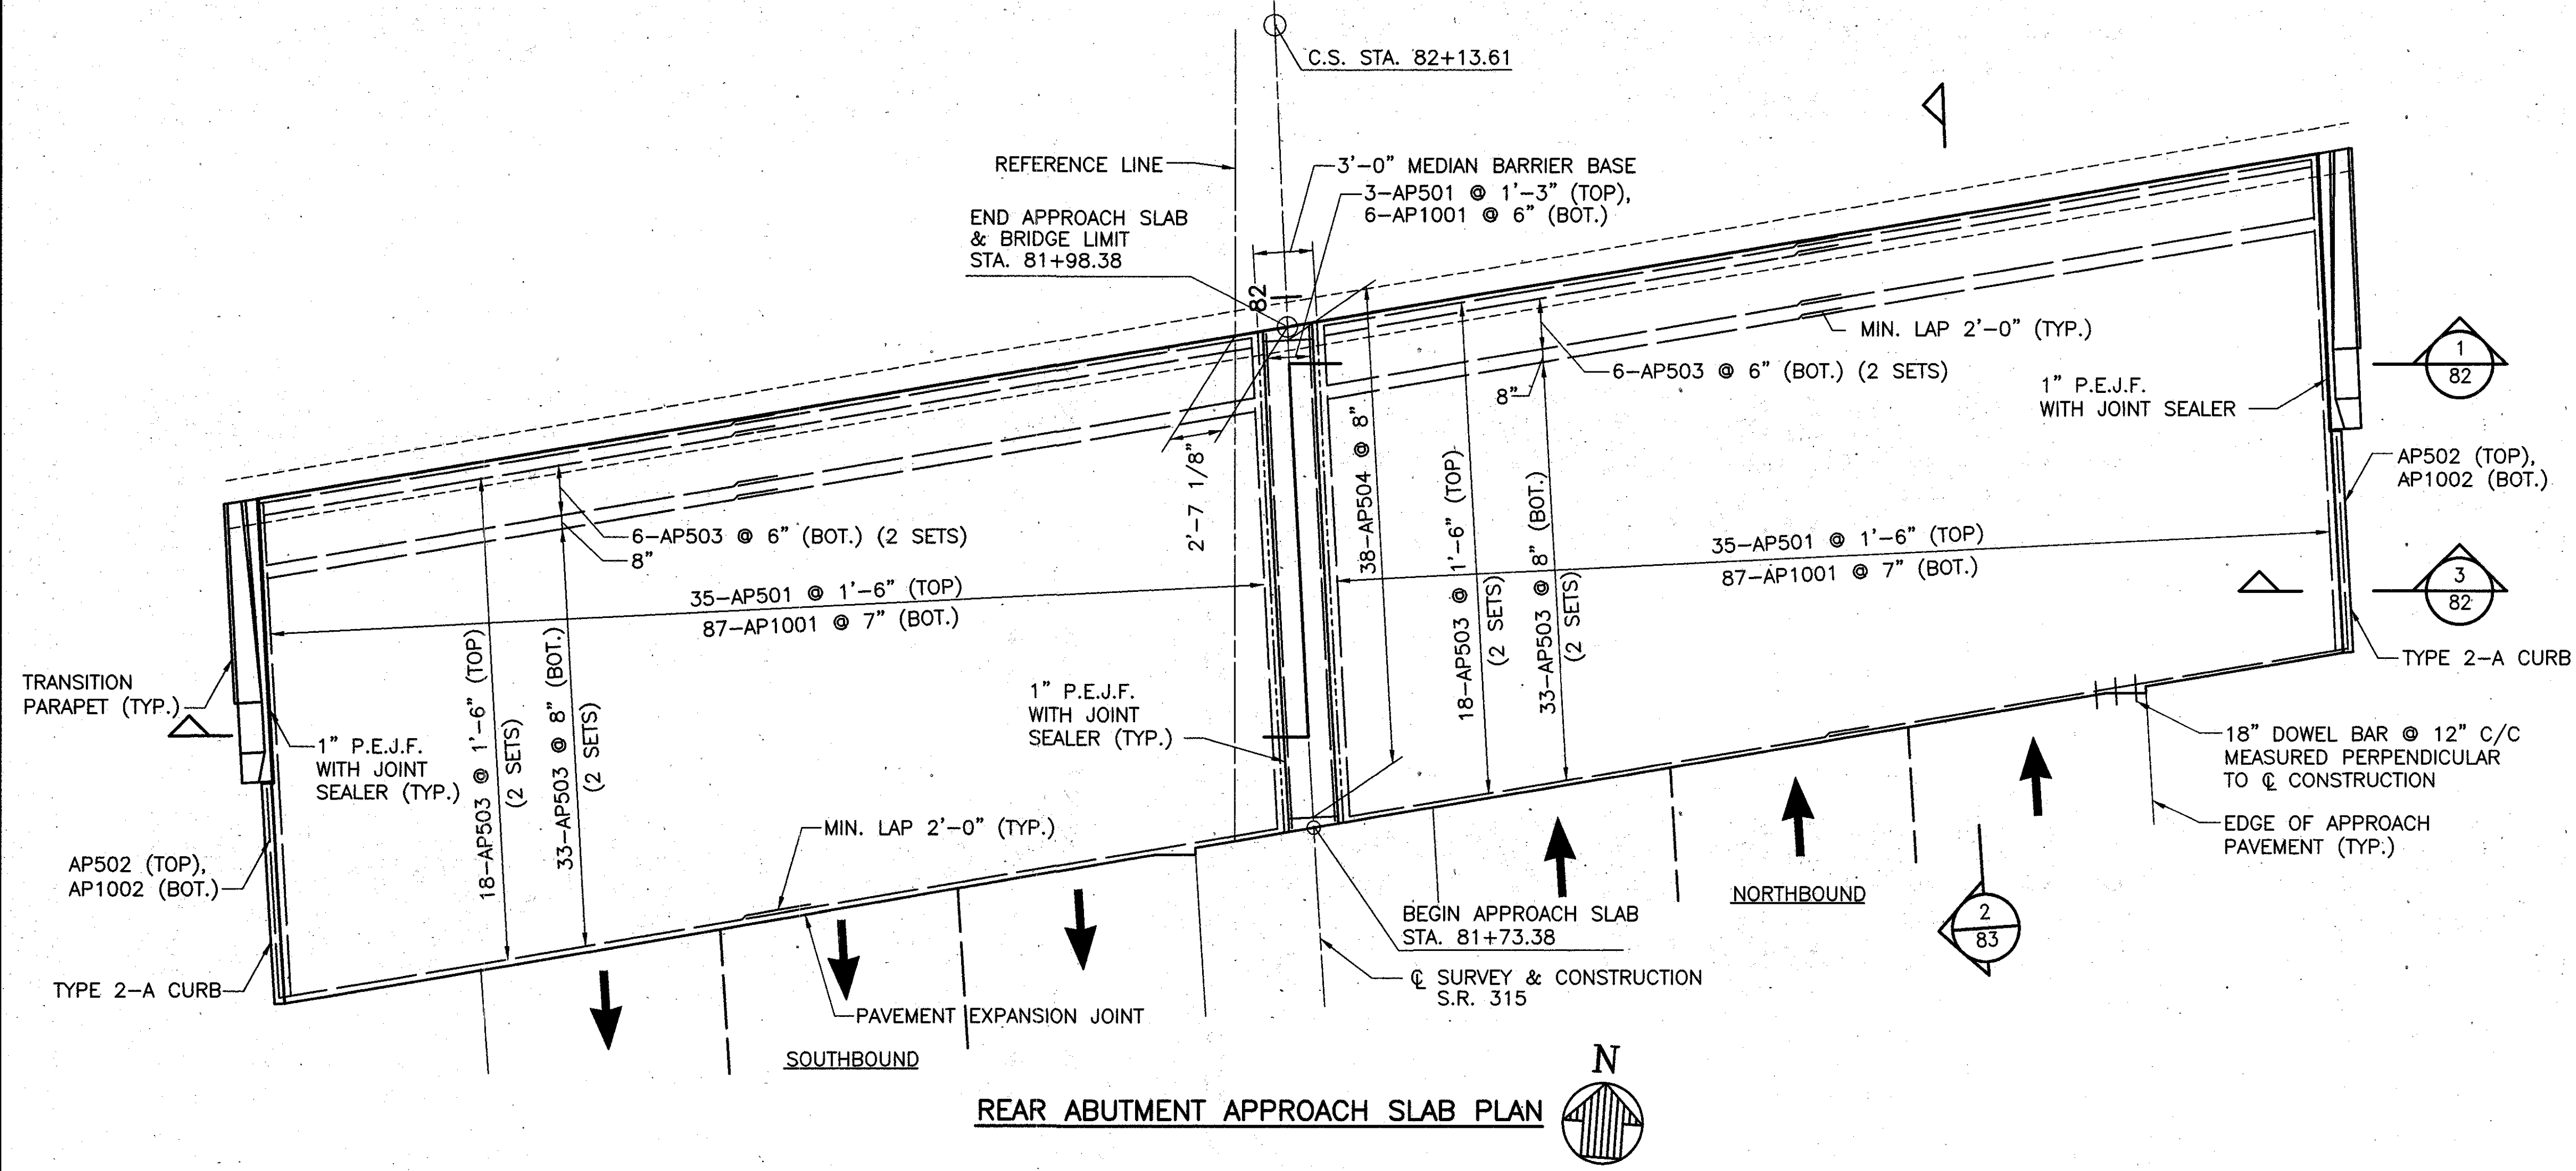 C.S. STA. 82+13.61
REFERENCE LINE
3'-0" MEDIAN BARRIER BASE
3-AP501 @ 1'-3" (TOP),
6-AP1001 @ 6" (BOT.)
END APPROACH SLAB
& BRIDGE LIMIT
STA. 81+98.38
82
MIN. LAP 2'-0" (TYP.)
6-AP503 @ 6" (BOT.) (2 SETS)
8"
1" P.E.J.F.
WITH JOINT SEALER
1
82
AP502 (TOP),
AP1002 (BOT.)
2'-7 1/8"
38-AP504 @ 8"
18-AP503 @ 1'-6" (TOP)
(2 SETS)
33-AP503 @ 8" (BOT.)
(2 SETS)
35-AP501 @ 1'-6" (TOP)
87-AP1001 @ 7" (BOT.)
3
82
6-AP503 @ 6" (BOT.) (2 SETS)
8"
35-AP501 @ 1'-6" (TOP)
87-AP1001 @ 7" (BOT.)
TRANSITION
PARAPET (TYP.)
1" P.E.J.F.
WITH JOINT
SEALER (TYP.)
18-AP503 @ 1'-6" (TOP)
(2 SETS)
33-AP503 @ 8" (BOT.)
(2 SETS)
1" P.E.J.F.
WITH JOINT
SEALER (TYP.)
TYPE 2-A CURB
18" DOWEL BAR @ 12" C/C
MEASURED PERPENDICULAR
TO ℄ CONSTRUCTION
EDGE OF APPROACH
PAVEMENT (TYP.)
MIN. LAP 2'-0" (TYP.)
AP502 (TOP),
AP1002 (BOT.)
NORTHBOUND
2
83
BEGIN APPROACH SLAB
STA. 81+73.38
℄ SURVEY & CONSTRUCTION
S.R. 315
TYPE 2-A CURB
PAVEMENT EXPANSION JOINT
SOUTHBOUND
N
REAR ABUTMENT APPROACH SLAB PLAN